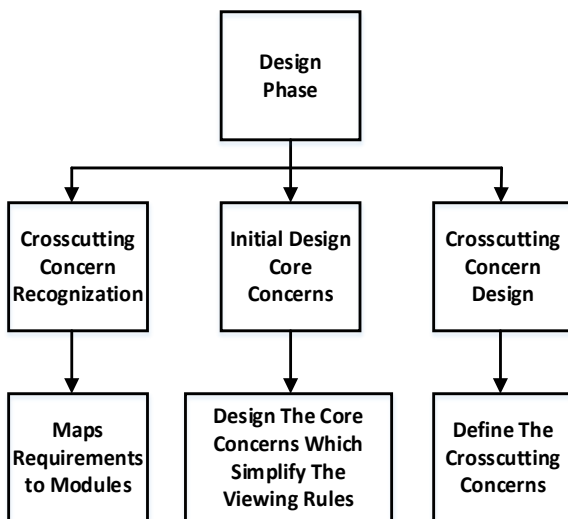 Design
Phase
Crosscutting
Concern
Recognization
Initial Design
Core
Concerns
Crosscutting
Concern
Design
Maps
Requirements
to Modules
Design The Core
Concerns Which
Simplify The
Viewing Rules
Define The
Crosscutting
Concerns